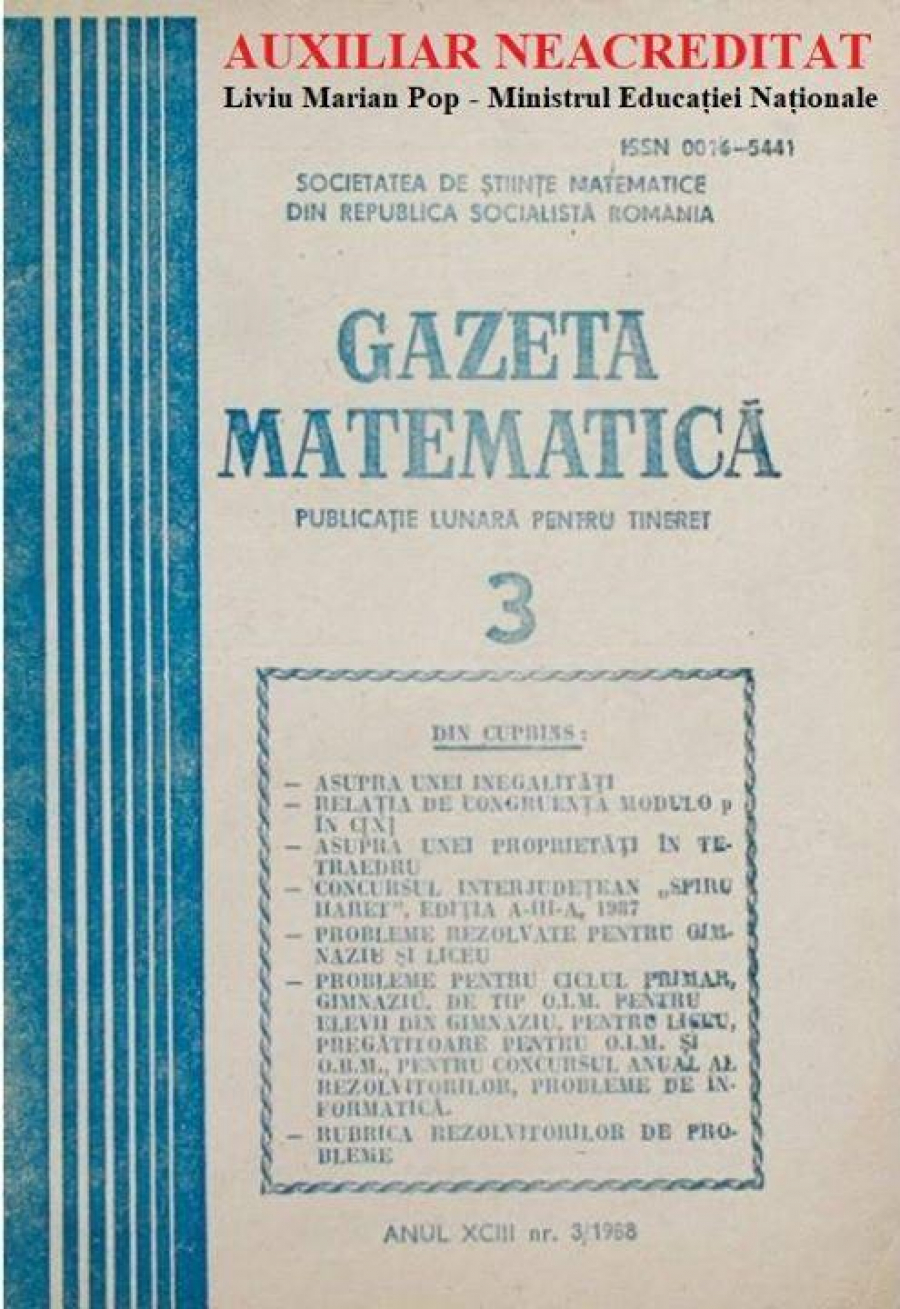 AUXILIAR NEACREDITAT
Liviu Marian Pop - Ministrul Educației Naționale
ISSN 0016-5441
SOCIETATEA DE ȘTIINȚE MATEMATICE
DIN REPUBLICA SOCIALISTĂ ROMÂNIA
GAZETA
MATEMATICĂ
PUBLICAȚIE LUNARĂ PENTRU TINERET
3
DIN CUPRINS:
— ASUPRA UNEI INEGALITĂȚI
— RELAȚIA DE CONGRUENȚĂ MODULO p
ÎN C[X]
— ASUPRA UNEI PROPRIETĂȚI ÎN TE-
TRAEDRU
— CONCURSUL INTERJUDEȚEAN „SPIRU
HARET”, EDIȚIA A-III-A, 1987
— PROBLEME REZOLVATE PENTRU GIM-
NAZIU ȘI LICEU
— PROBLEME PENTRU CICLUL PRIMAR,
GIMNAZIU, DE TIP O.I.M. PENTRU
ELEVII DIN GIMNAZIU, PENTRU LICEU,
PREGĂTITOARE PENTRU O.I.M. ȘI
O.B.M., PENTRU CONCURSUL ANUAL AL
REZOLVITORILOR, PROBLEME DE IN-
FORMATICĂ.
— RUBRICA REZOLVITORILOR DE PRO-
BLEME
ANUL XCIII nr. 3/1988